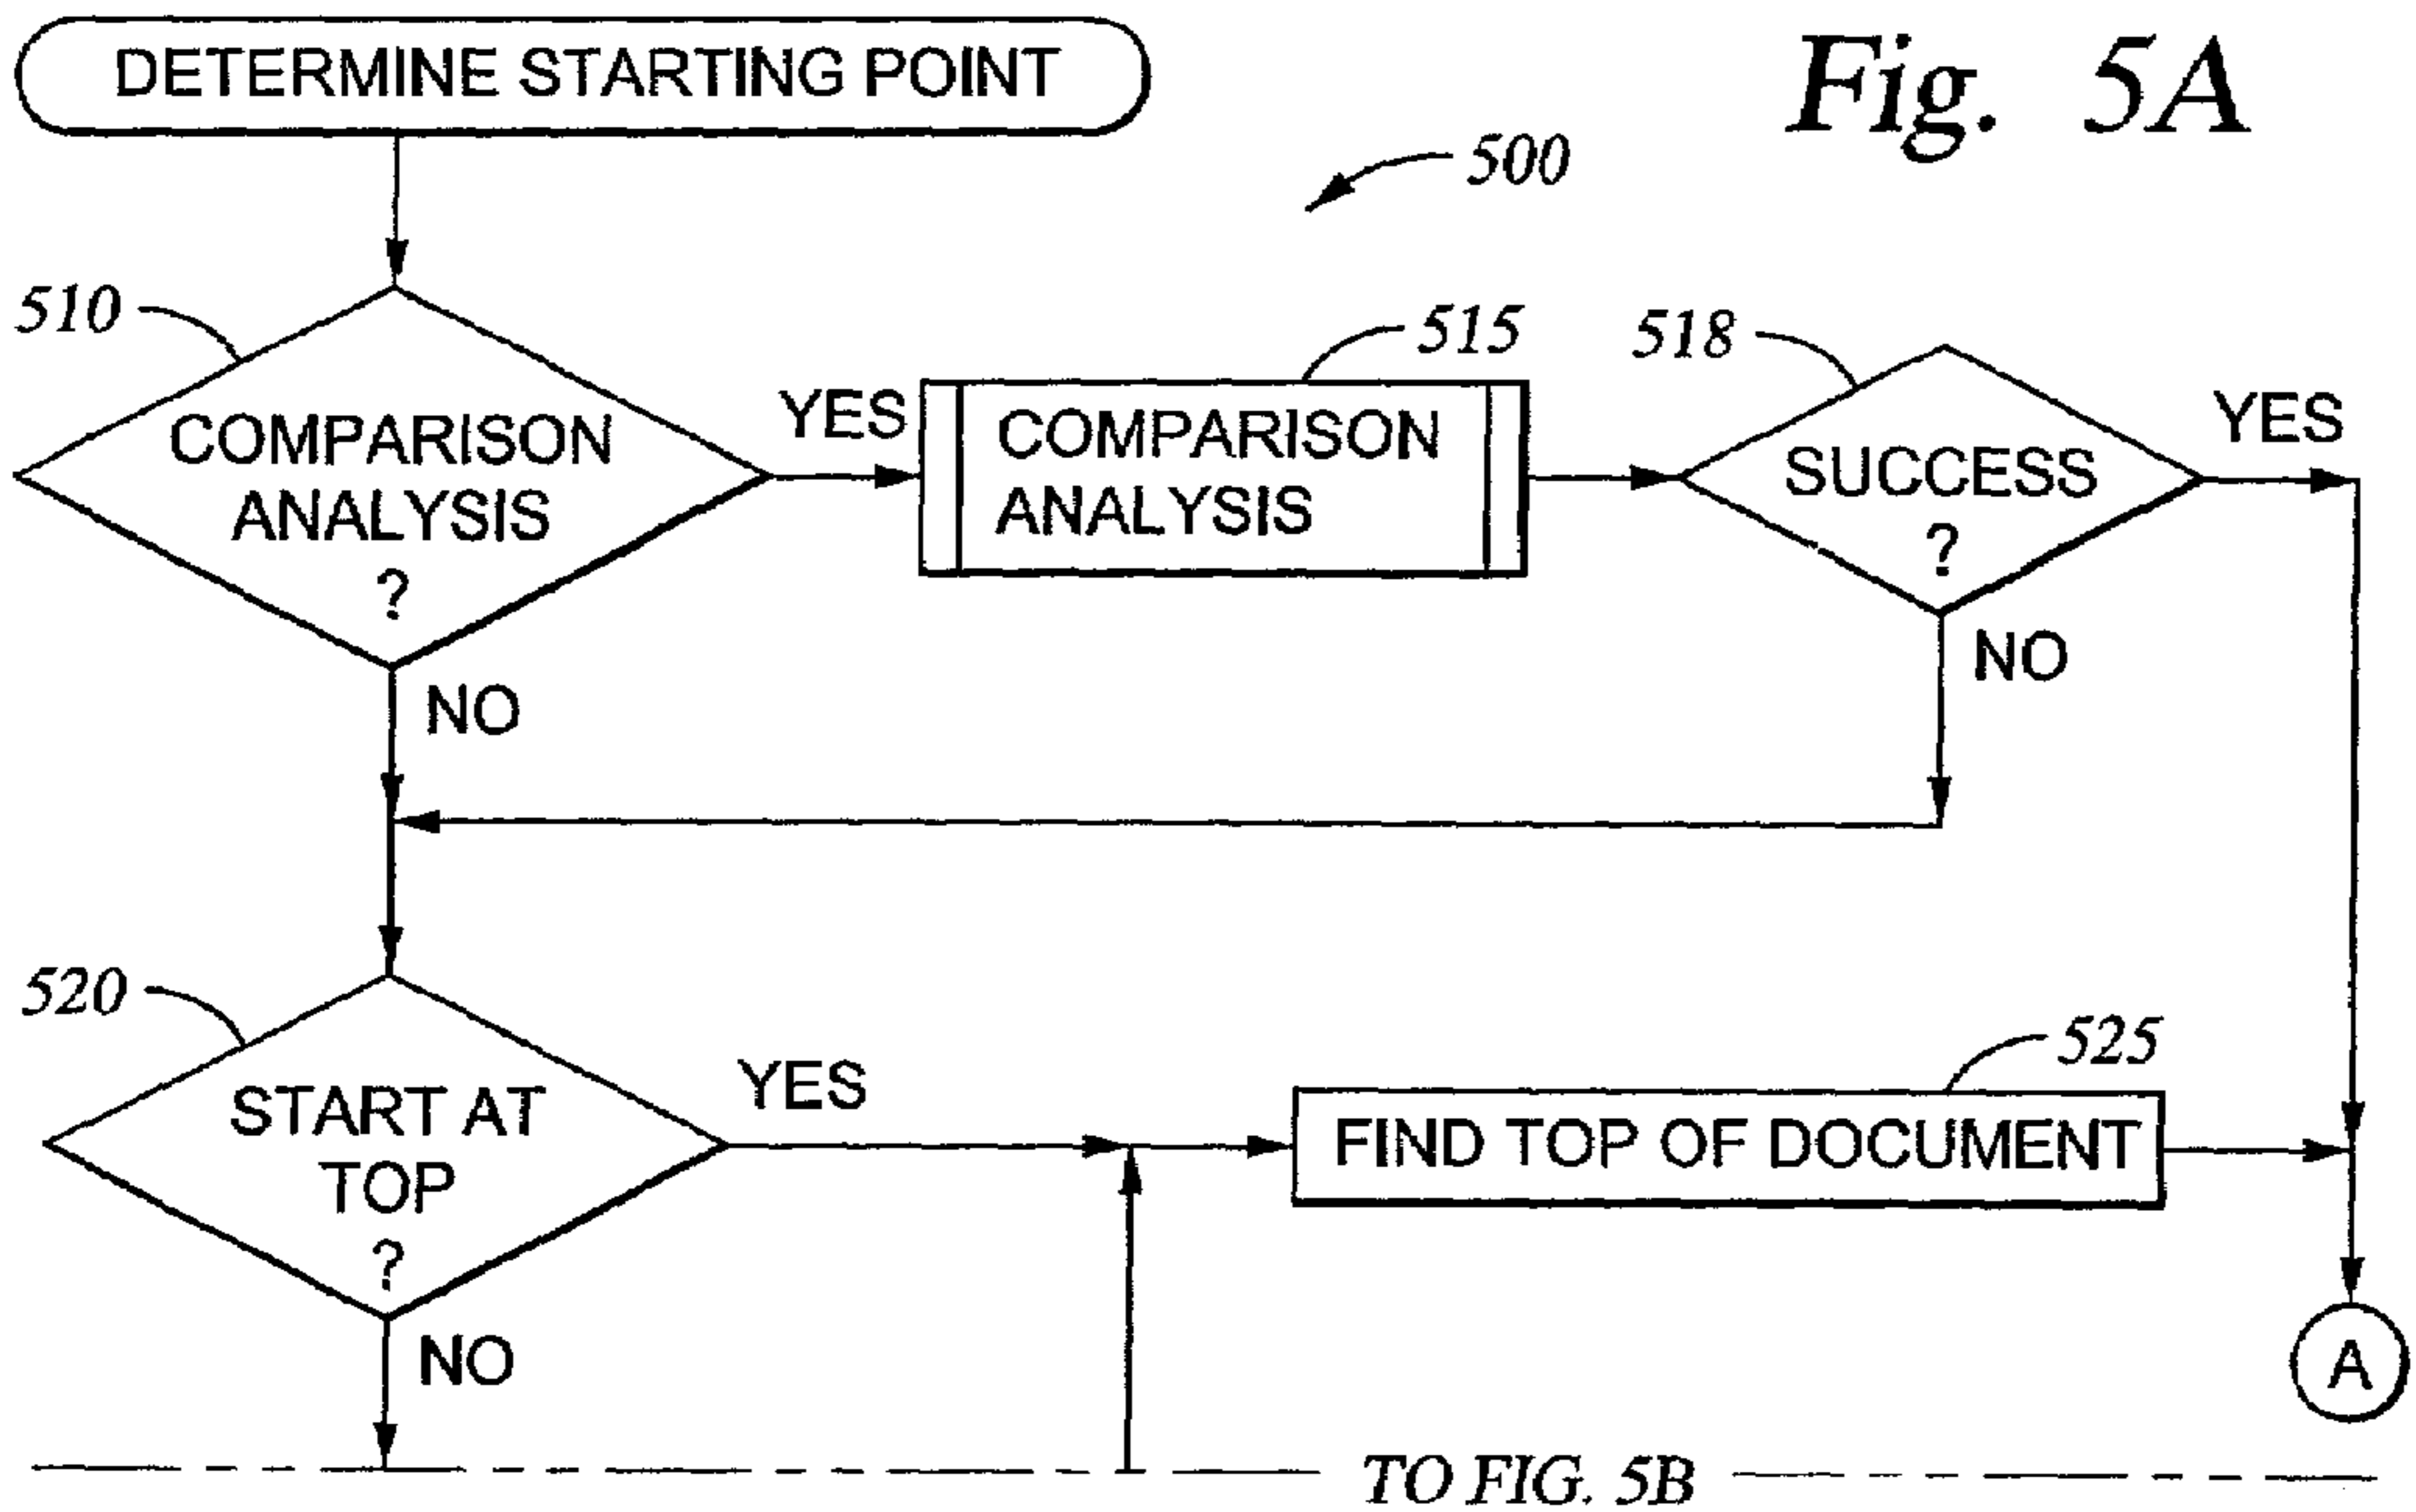 DETERMINE STARTING POINT
Fig. 5A
500
510
515
518
COMPARISON
ANALYSIS
?
YES
COMPARISON
ANALYSIS
SUCCESS
?
YES
NO
NO
520
525
START AT
TOP
?
YES
FIND TOP OF DOCUMENT
NO
A
TO FIG. 5B